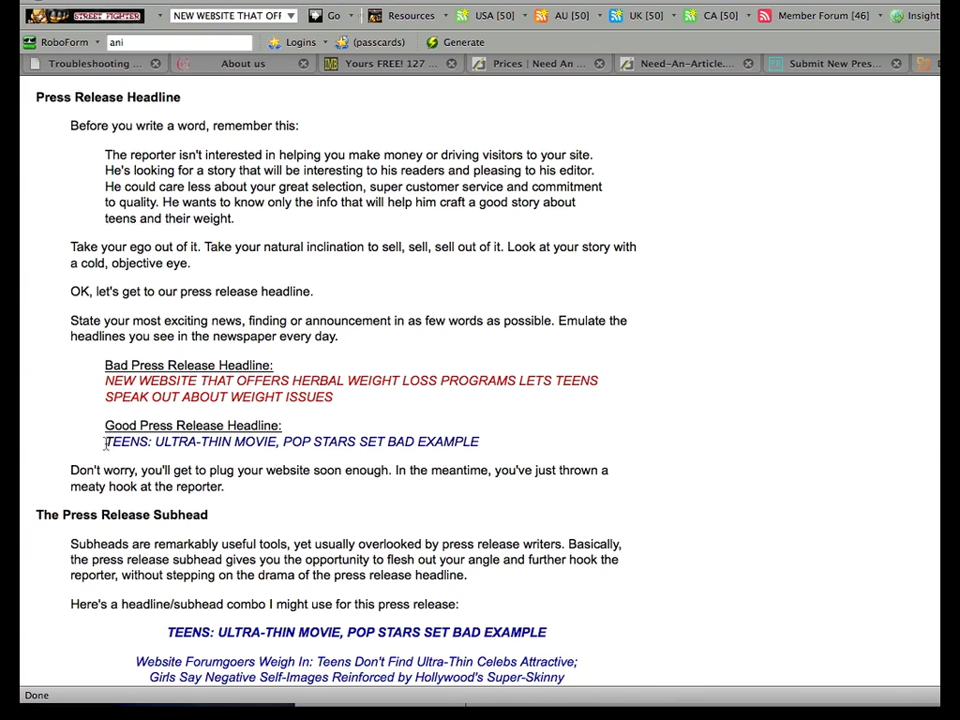 STREET FIGHTER NEW WEBSITE THAT OFF Go Resources USA [50] AU [50] UK [50] CA [50] Member Forum [46] Insight
RoboForm ani Logins (passcards) Generate
Troubleshooting ... About us Yours FREE! 127 ... Prices | Need An ... Need-An-Article.... Submit New Pres...
Press Release Headline
Before you write a word, remember this:
The reporter isn't interested in helping you make money or driving visitors to your site.
He's looking for a story that will be interesting to his readers and pleasing to his editor.
He could care less about your great selection, super customer service and commitment
to quality. He wants to know only the info that will help him craft a good story about
teens and their weight.
Take your ego out of it. Take your natural inclination to sell, sell, sell out of it. Look at your story with
a cold, objective eye.
OK, let's get to our press release headline.
State your most exciting news, finding or announcement in as few words as possible. Emulate the
headlines you see in the newspaper every day.
Bad Press Release Headline:
NEW WEBSITE THAT OFFERS HERBAL WEIGHT LOSS PROGRAMS LETS TEENS
SPEAK OUT ABOUT WEIGHT ISSUES
Good Press Release Headline:
TEENS: ULTRA-THIN MOVIE, POP STARS SET BAD EXAMPLE
Don't worry, you'll get to plug your website soon enough. In the meantime, you've just thrown a
meaty hook at the reporter.
The Press Release Subhead
Subheads are remarkably useful tools, yet usually overlooked by press release writers. Basically,
the press release subhead gives you the opportunity to flesh out your angle and further hook the
reporter, without stepping on the drama of the press release headline.
Here's a headline/subhead combo I might use for this press release:
TEENS: ULTRA-THIN MOVIE, POP STARS SET BAD EXAMPLE
Website Forumgoers Weigh In: Teens Don't Find Ultra-Thin Celebs Attractive;
Girls Say Negative Self-Images Reinforced by Hollywood's Super-Skinny
Done